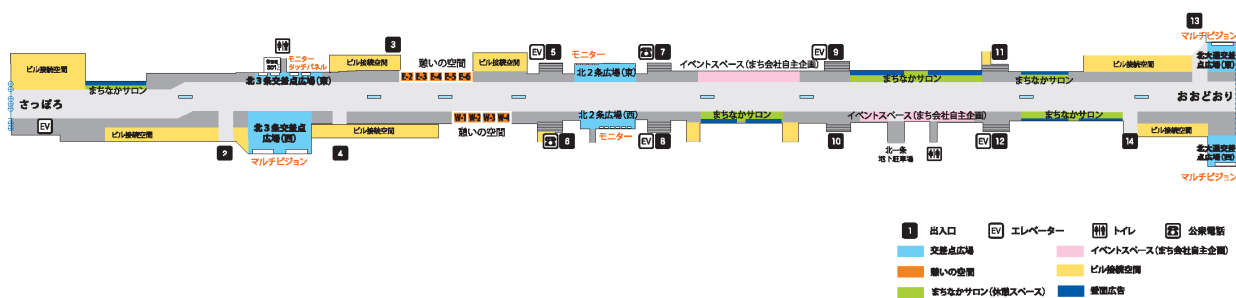 13
マルチビジョン
3
5
モニター
7
9
11
EV
EV
モニター
タッチパネル
憩いの空間
ビル接続空間
ビル接続空間
ビル接続空間
イベントスペース(まち会社自主企画)
北大通交差
点広場(東)
ビル接続空間
E-2 E-3 E-4 E-5 E-6
北2条広場(東)
北3条交差点広場(東)
まちなかサロン
まちなかサロン
まちなかサロン
さっぽろ
おおどおり
EV
ビル接続空間
北3条交差点
広場(西)
ビル接続空間
W-1 W-2 W-3 W-4
憩いの空間
北2条広場(西)
モニター
まちなかサロン
イベントスペース(まち会社自主企画)
まちなかサロン
ビル接続空間
2
マルチビジョン
4
6
EV
8
10
北一条
地下駐車場
EV
12
14
北大通交差
点広場(西)
マルチビジョン
1 出入口
EV エレベーター
トイレ
公衆電話
交差点広場
イベントスペース(まち会社自主企画)
憩いの空間
ビル接続空間
まちなかサロン(休憩スペース)
壁面広告